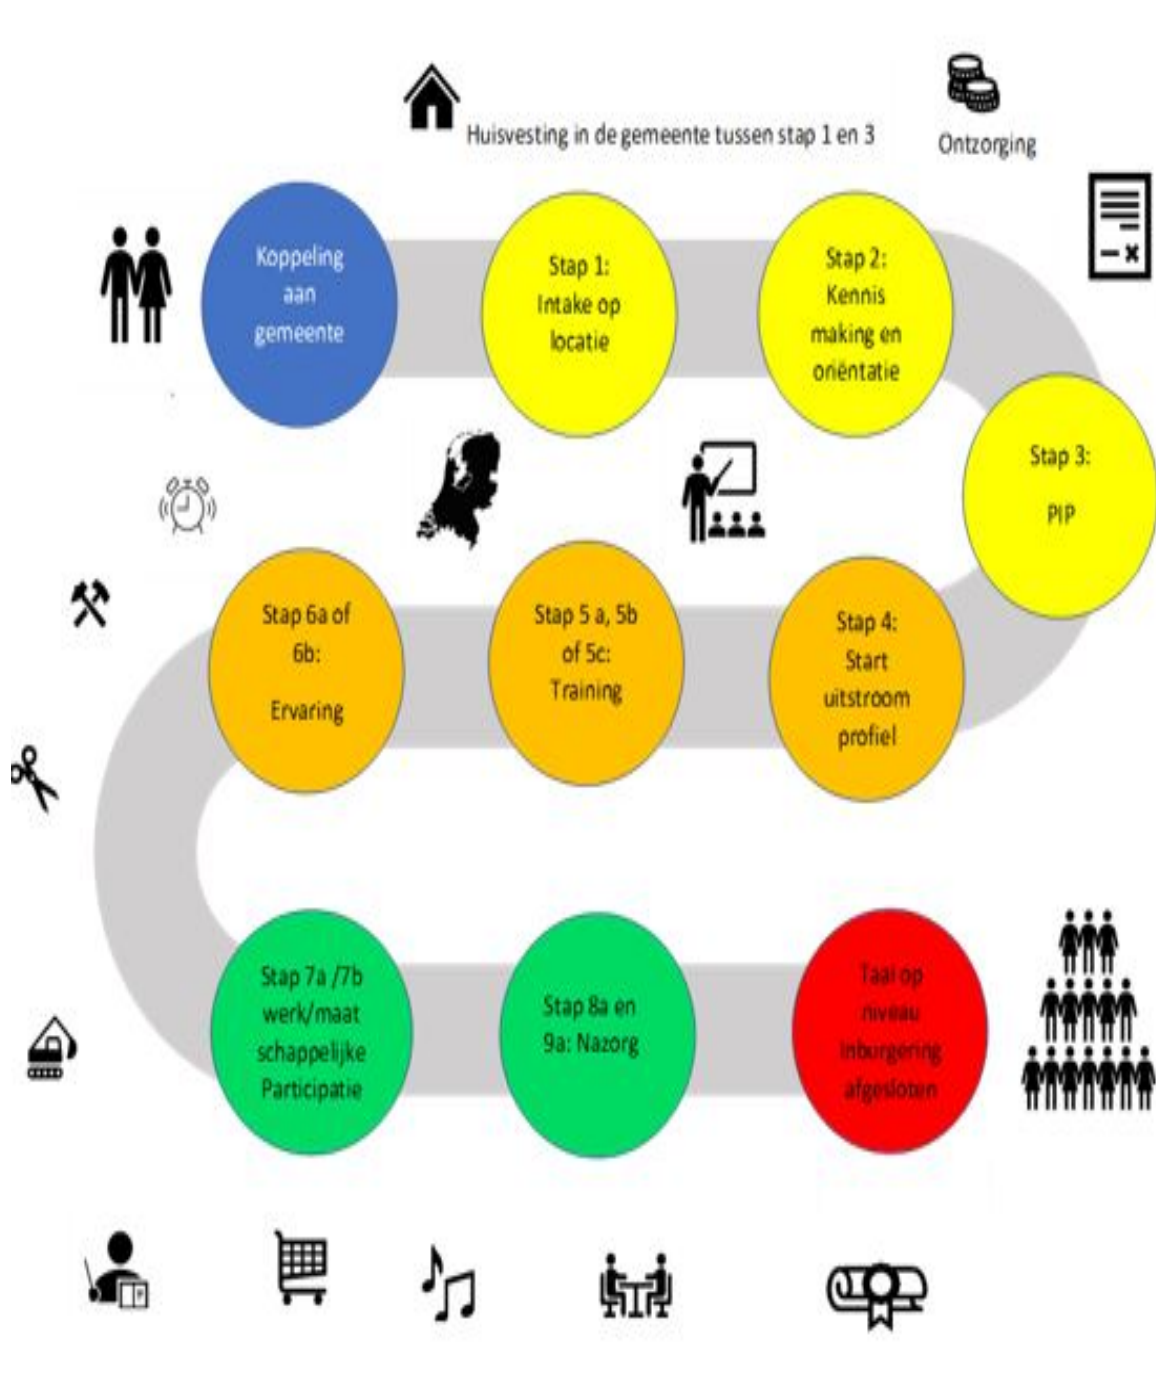 Huisvesting in de gemeente tussen stap 1 en 3
Ontzorging
Koppeling
aan
gemeente
Stap 1:
Intake op
locatie
Stap 2:
Kennis
making en
oriëntatie
Stap 3:
PIP
Stap 4:
Start
uitstroom
profiel
Stap 5 a, 5b
of 5c:
Training
Stap 6a of
6b:
Ervaring
Stap 7a /7b
werk/maat
schappelijke
Participatie
Stap 8a en
9a: Nazorg
Taal op
niveau
Inburgering
afgesloten